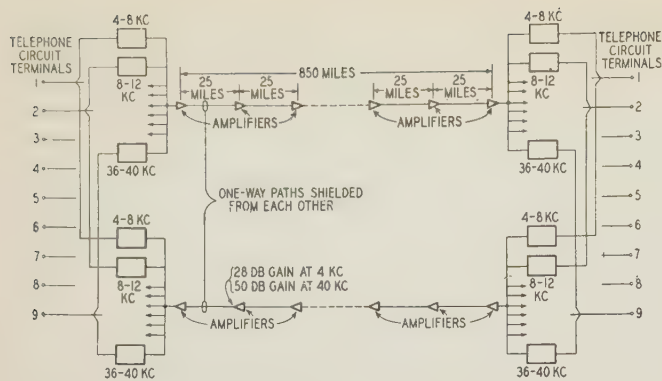 4-8 KC
4-8 KC
TELEPHONE
CIRCUIT
TERMINALS
850 MILES
TELEPHONE
CIRCUIT
TERMINALS
8-12
KC
25
MILES
25
MILES
25
MILES
25
MILES
8-12
KC
1
2
3
4
5
6
7
8
9
AMPLIFIERS
AMPLIFIERS
1
2
3
4
5
6
7
8
9
36-40 KC
36-40 KC
ONE-WAY PATHS SHIELDED
FROM EACH OTHER
4-8 KC
4-8 KC
8-12
KC
28 DB GAIN AT 4 KC
50 DB GAIN AT 40 KC
8-12
KC
AMPLIFIERS
AMPLIFIERS
36-40 KC
36-40 KC